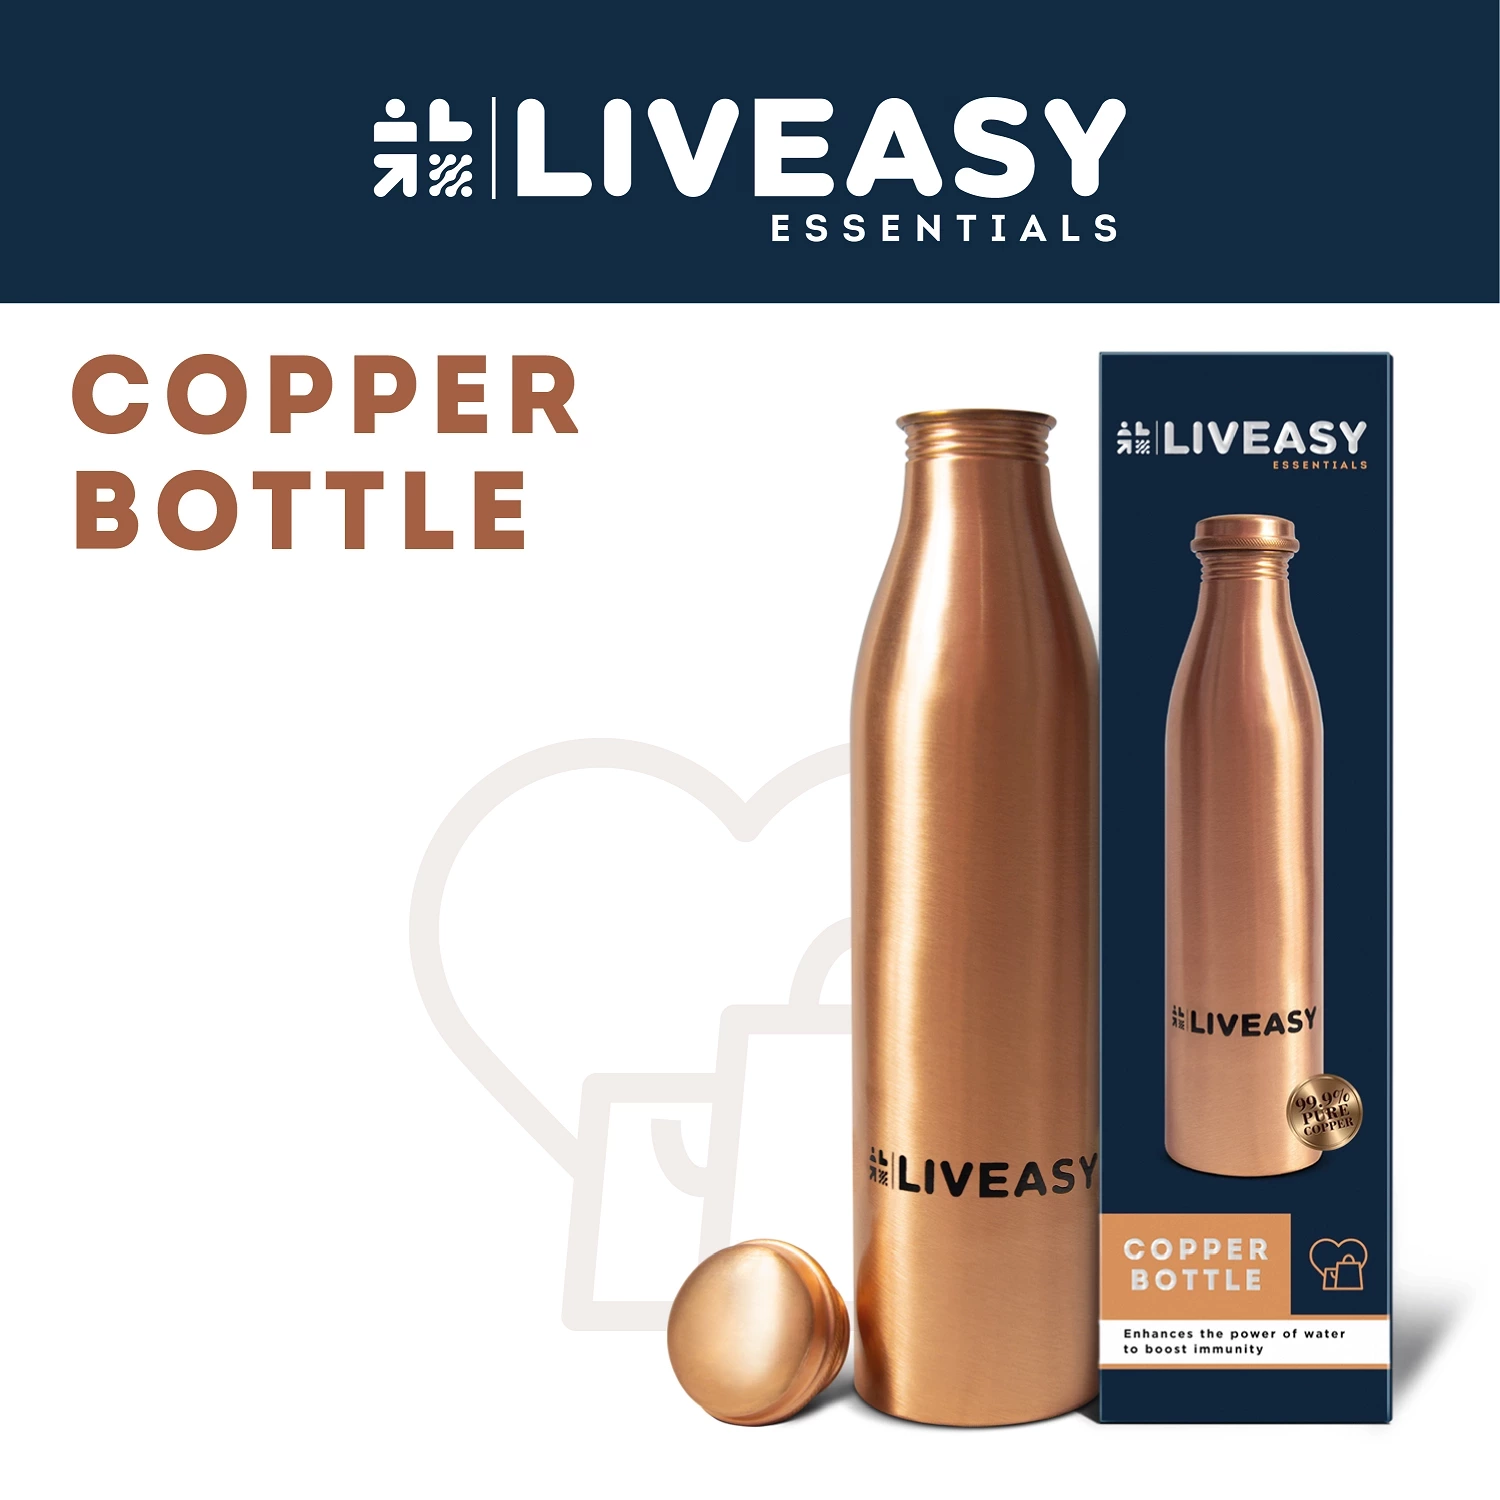 LIVEASY
ESSENTIALS
COPPER
BOTTLE
LIVEASY
LIVEASY
ESSENTIALS
LIVEASY
99.9%
PURE
COPPER
COPPER
BOTTLE
Enhances the power of water
to boost immunity